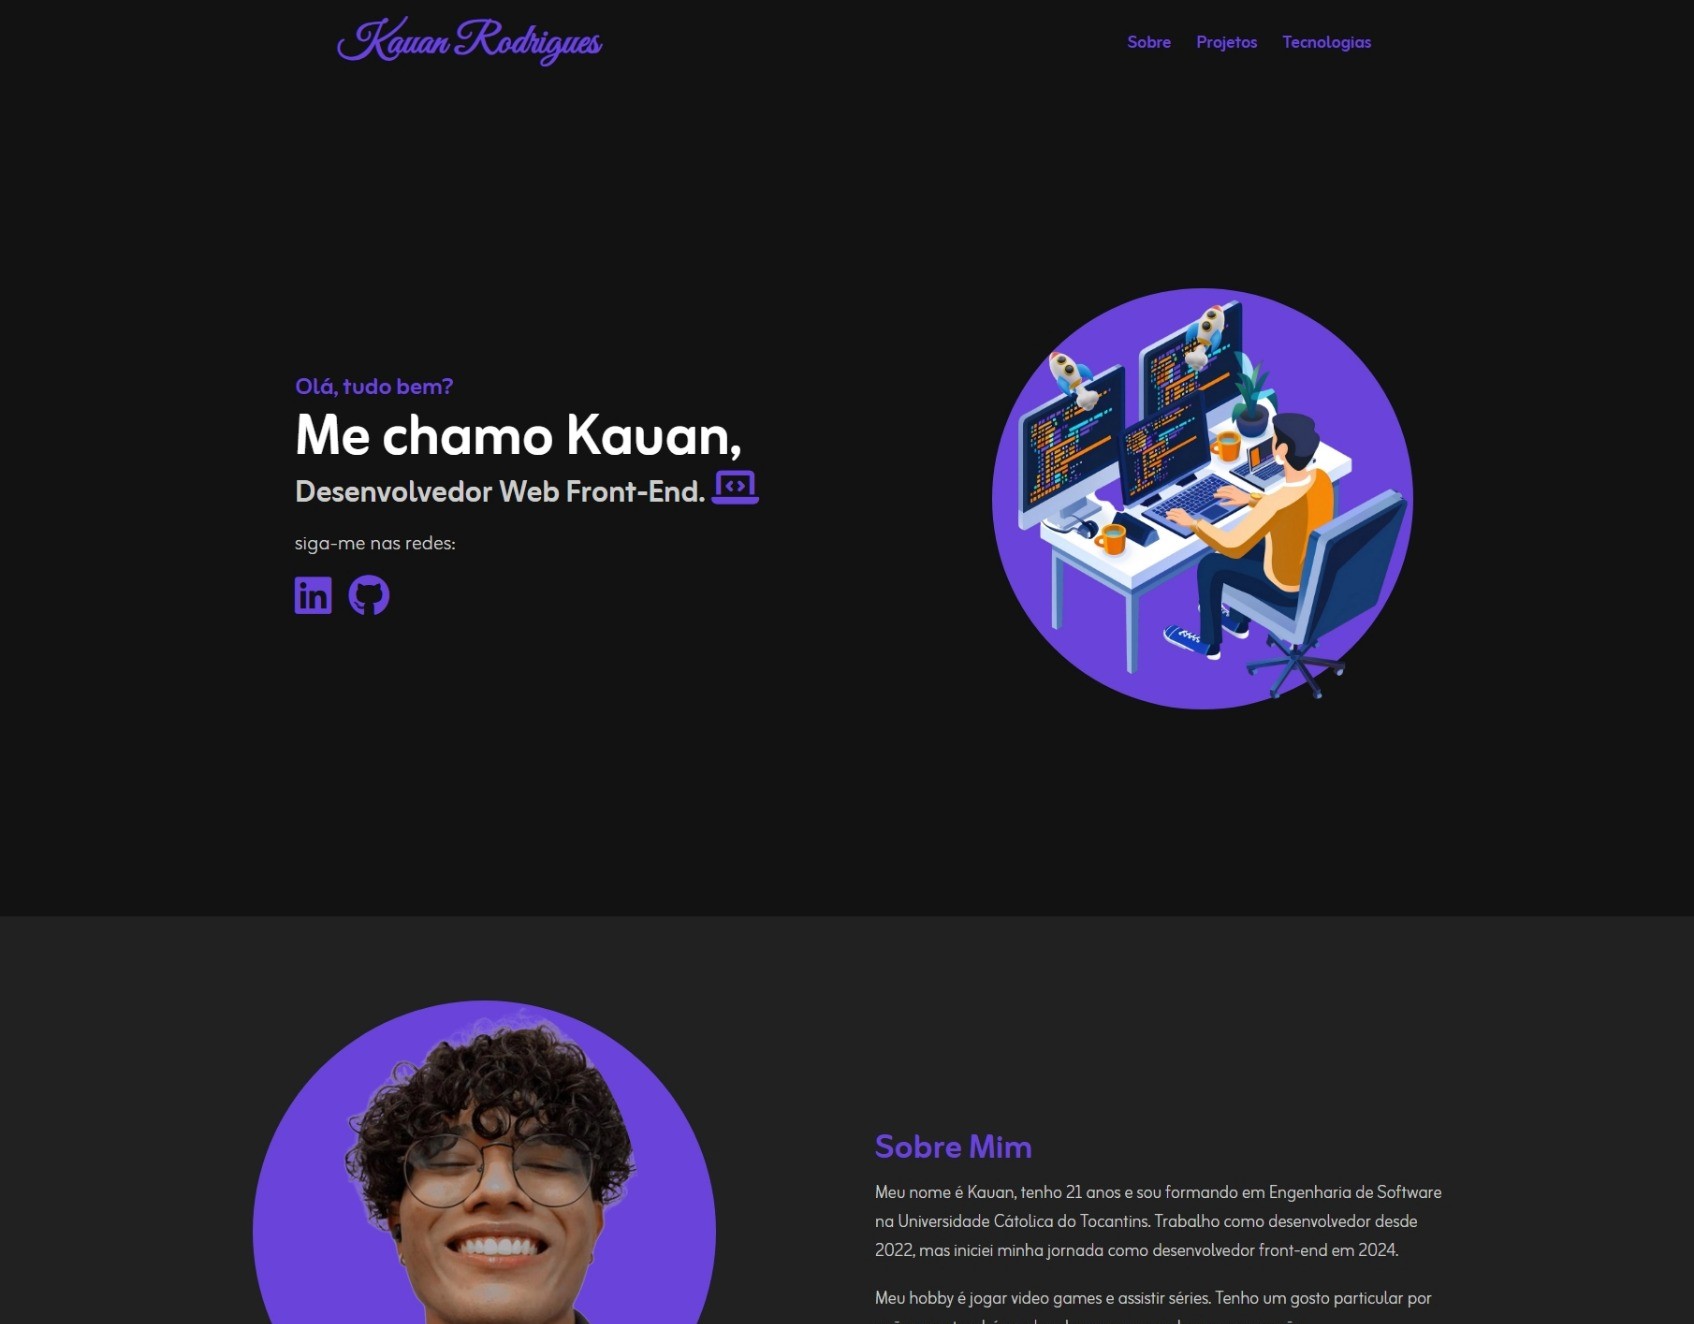 Kauan Rodrigues
Sobre Projetos Tecnologias
Olá, tudo bem?
Me chamo Kauan,
Desenvolvedor Web Front-End.
siga-me nas redes:
in
Sobre Mim
Meu nome é Kauan, tenho 21 anos e sou formando em Engenharia de Software
na Universidade Cátolica do Tocantins. Trabalho como desenvolvedor desde
2022, mas iniciei minha jornada como desenvolvedor front-end em 2024.
Meu hobby é jogar video games e assistir séries. Tenho um gosto particular por